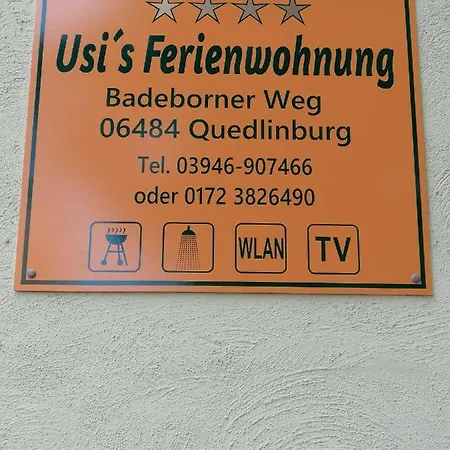 Usi´s Ferienwohnung
Badeborner Weg
06484 Quedlinburg
Tel. 03946-907466
oder 0172 3826490
WLAN TV